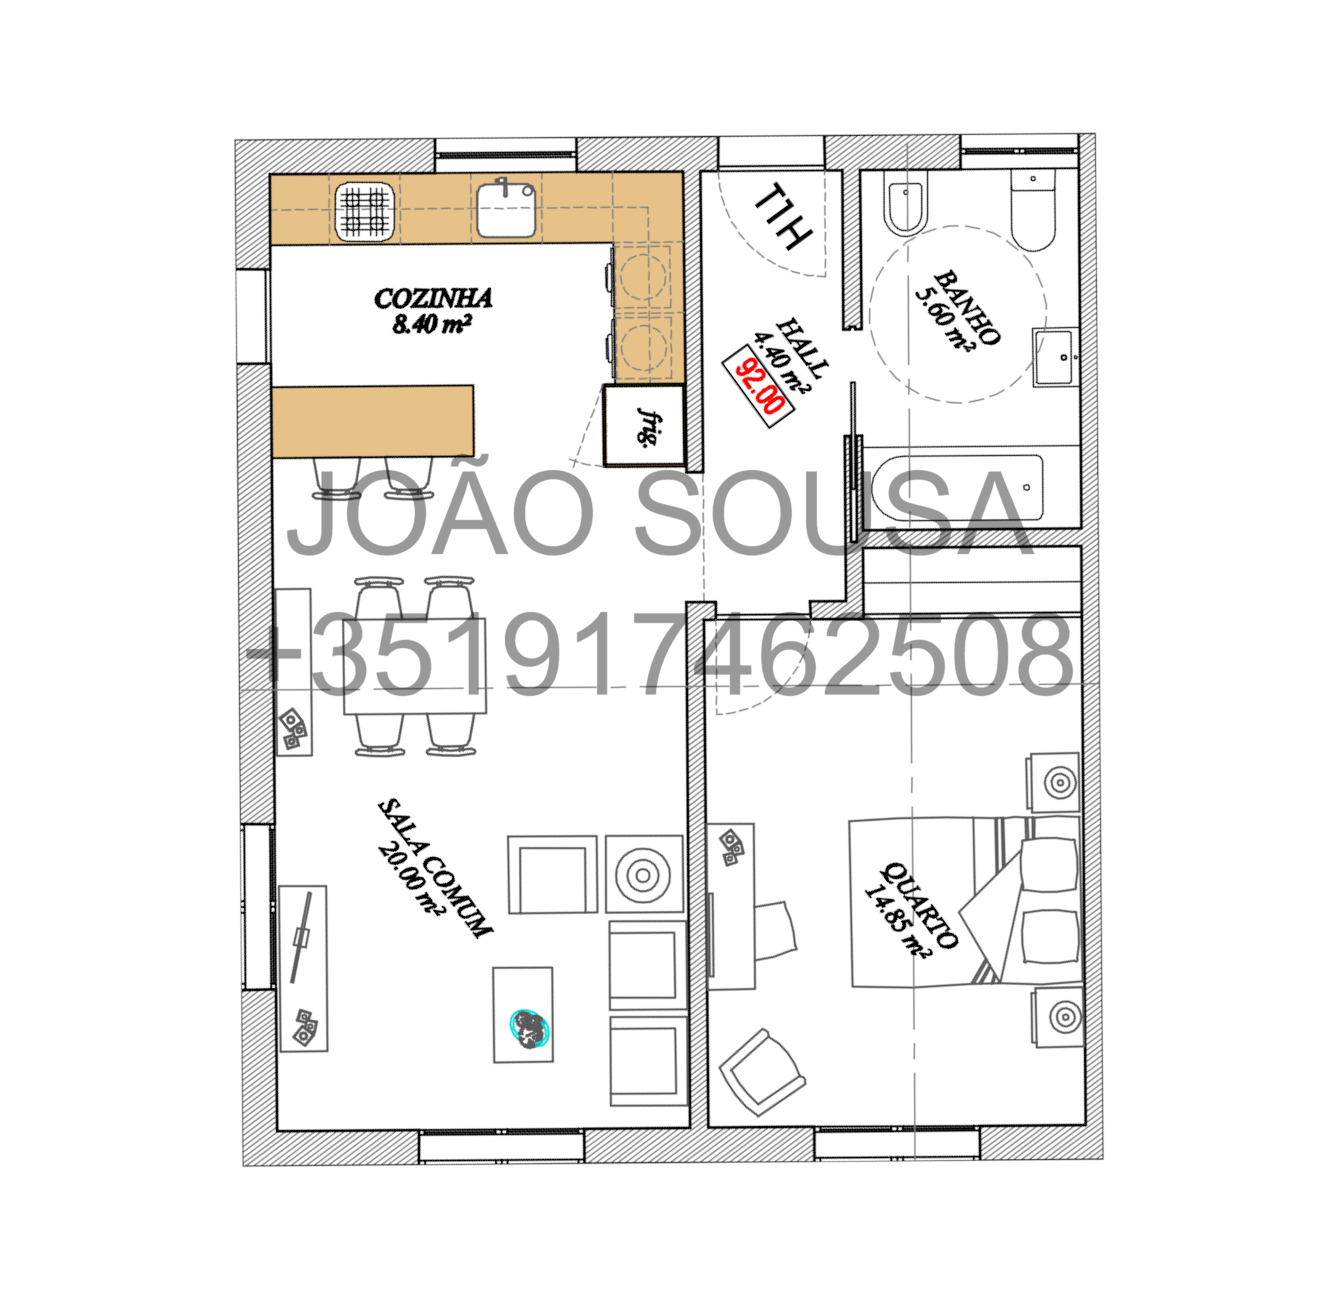 T1H
COZINHA
8.40 m²
BANHO
5.60 m²
HALL
4.40 m²
92.00
frig.
JOÃO SOUSA
+351917462508
SALA COMUM
20.00 m²
QUARTO
14.85 m²